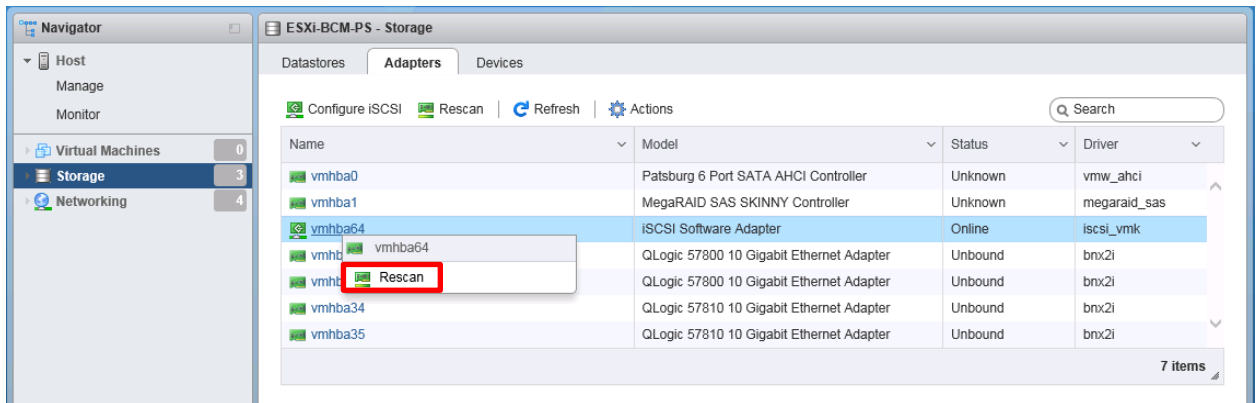 Navigator
Host
Manage
Monitor
Virtual Machines 0
Storage 3
Networking 4
ESXi-BCM-PS - Storage
Datastores Adapters Devices
Configure iSCSI Rescan Refresh Actions Search
Name Model Status Driver
vmhba0 Patsburg 6 Port SATA AHCI Controller Unknown vmw_ahci
vmhba1 MegaRAID SAS SKINNY Controller Unknown megaraid_sas
vmhba64 iSCSI Software Adapter Online iscsi_vmk
vmhba64
vmhb QLogic 57800 10 Gigabit Ethernet Adapter Unbound bnx2i
Rescan
vmhb QLogic 57800 10 Gigabit Ethernet Adapter Unbound bnx2i
vmhba34 QLogic 57810 10 Gigabit Ethernet Adapter Unbound bnx2i
vmhba35 QLogic 57810 10 Gigabit Ethernet Adapter Unbound bnx2i
7 items